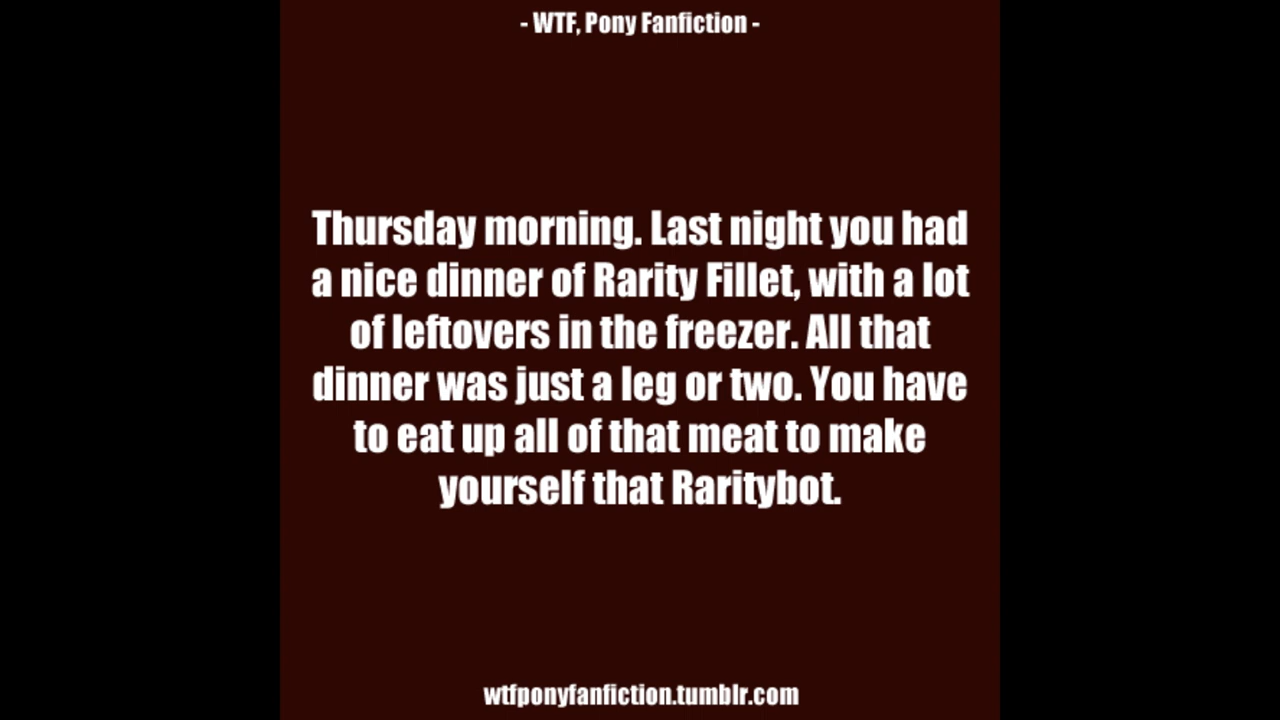 - WTF, Pony Fanfiction -
Thursday morning. Last night you had
a nice dinner of Rarity Fillet, with a lot
of leftovers in the freezer. All that
dinner was just a leg or two. You have
to eat up all of that meat to make
yourself that Raritybot.
wtfponyfanfiction.tumblr.com